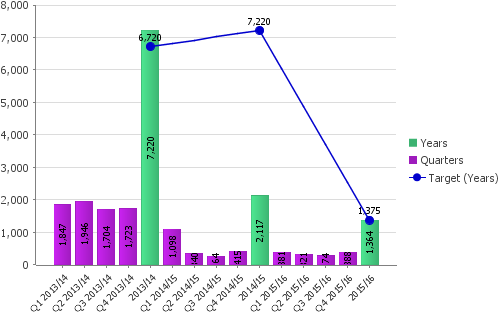 8,000
7,000
6,000
5,000
4,000
3,000
2,000
1,000
0
6,720
7,220
1,375
1,847
1,946
1,704
1,723
7,220
1,098
415
2,117
381
388
1,364
Q1 2013/14
Q2 2013/14
Q3 2013/14
Q4 2013/14
2013/14
Q1 2014/15
Q2 2014/15
Q3 2014/15
Q4 2014/15
2014/15
Q1 2015/16
Q2 2015/16
Q3 2015/16
Q4 2015/16
2015/16
Years
Quarters
Target (Years)